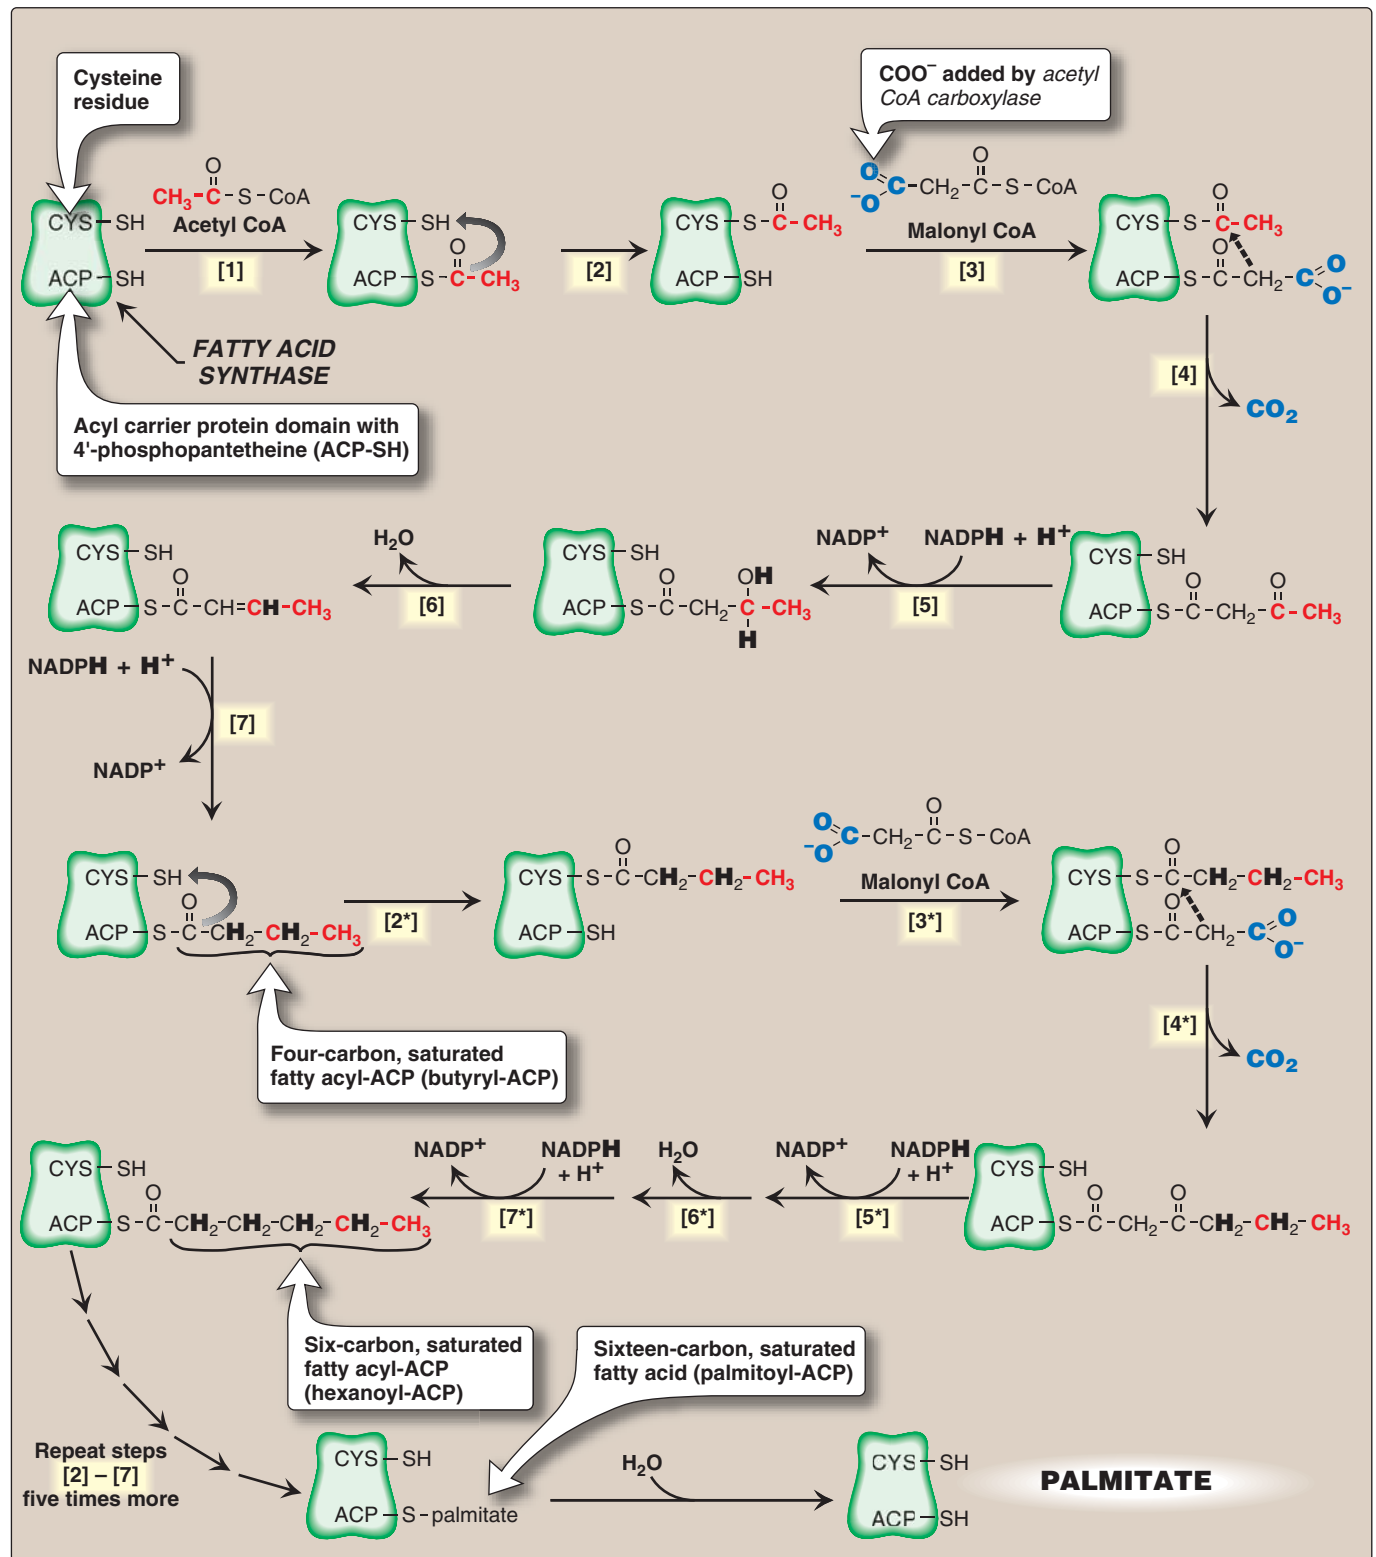 Cysteine
residue
COO⁻ added by acetyl
CoA carboxylase
CYS–SH
ACP–SH
O
CH₃–C–S–CoA
Acetyl CoA
[1]
CYS–SH
O
ACP–S–C–CH₃
[2]
O
CYS–S–C–CH₃
ACP–SH
O O
C–CH₂–C–S–CoA
⁻O
Malonyl CoA
[3]
O
CYS–S–C–CH₃
O O
ACP–S–C–CH₂–C
O⁻
FATTY ACID
SYNTHASE
Acyl carrier protein domain with
4'-phosphopantetheine (ACP-SH)
[4]
CO₂
CYS–SH
O O
ACP–S–C–CH₂–C–CH₃
NADP⁺ NADPH + H⁺
[5]
CYS–SH
O OH
ACP–S–C–CH₂–C–CH₃
H
H₂O
[6]
CYS–SH
O
ACP–S–C–CH=CH–CH₃
NADPH + H⁺
[7]
NADP⁺
CYS–SH
O
ACP–S–C–CH₂–CH₂–CH₃
[2*]
O
CYS–S–C–CH₂–CH₂–CH₃
ACP–SH
O O
C–CH₂–C–S–CoA
⁻O
Malonyl CoA
[3*]
O
CYS–S–C–CH₂–CH₂–CH₃
O O
ACP–S–C–CH₂–C
O⁻
Four-carbon, saturated
fatty acyl-ACP (butyryl-ACP)
[4*]
CO₂
CYS–SH
O O
ACP–S–C–CH₂–C–CH₂–CH₂–CH₃
NADP⁺ NADPH
+ H⁺
[5*]
H₂O
[6*]
NADP⁺ NADPH
+ H⁺
[7*]
CYS–SH
O
ACP–S–C–CH₂–CH₂–CH₂–CH₂–CH₃
Six-carbon, saturated
fatty acyl-ACP
(hexanoyl-ACP)
Sixteen-carbon, saturated
fatty acid (palmitoyl-ACP)
Repeat steps
[2] – [7]
five times more
CYS–SH
ACP–S–palmitate
H₂O
CYS–SH
ACP–SH
PALMITATE